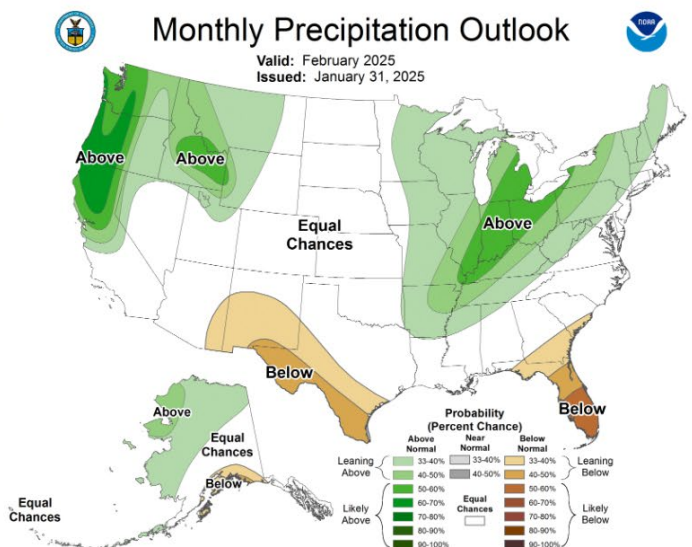 Monthly Precipitation Outlook
NOAA
Valid: February 2025
Issued: January 31, 2025
Above
Above
Equal
Chances
Above
Below
Below
Above
Equal
Chances
Below
Equal
Chances
Probability
(Percent Chance)
Above
Normal
Near
Normal
Below
Normal
Leaning
Above
33-40%
33-40%
33-40%
Leaning
Below
40-50%
40-50%
40-50%
Likely
Above
50-60%
60-70%
70-80%
80-90%
90-100%
Equal
Chances
50-60%
60-70%
70-80%
80-90%
90-100%
Likely
Below